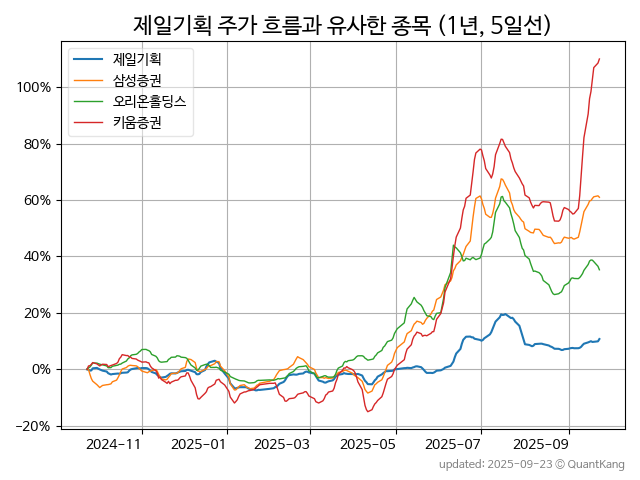 제일기획 주가 흐름과 유사한 종목 (1년, 5일선)
제일기획
삼성증권
오리온홀딩스
키움증권
100%
80%
60%
40%
20%
0%
−20%
2024-11 2025-01 2025-03 2025-05 2025-07 2025-09
updated: 2025-09-23 © QuantKang